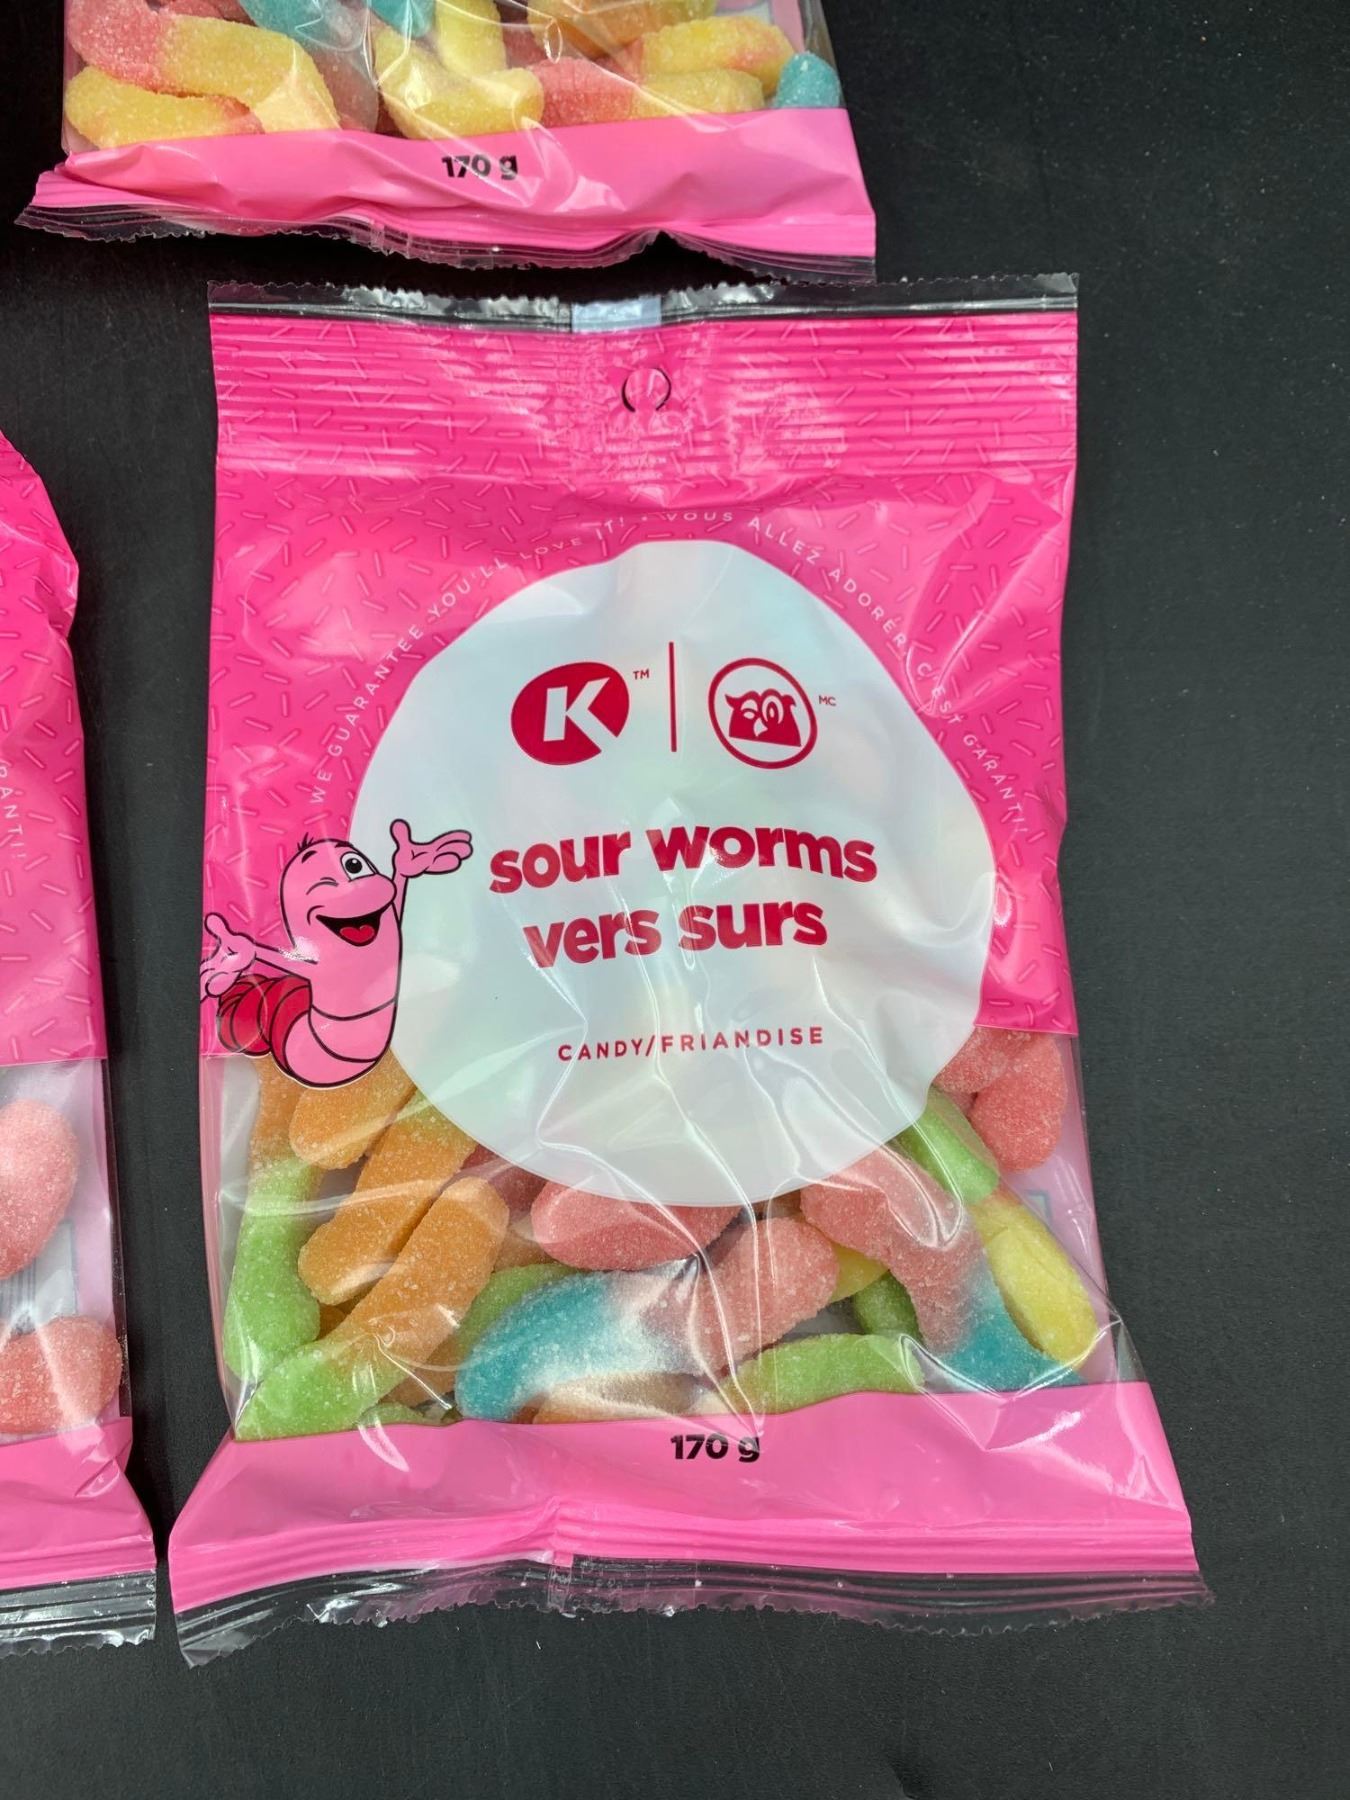 170 g
WE GUARANTEE YOU'LL LOVE IT! • VOUS ALLEZ ADORER, C'EST GARANTI!
K TM MC
sour worms
vers surs
CANDY/FRIANDISE
170 g
RANTI!